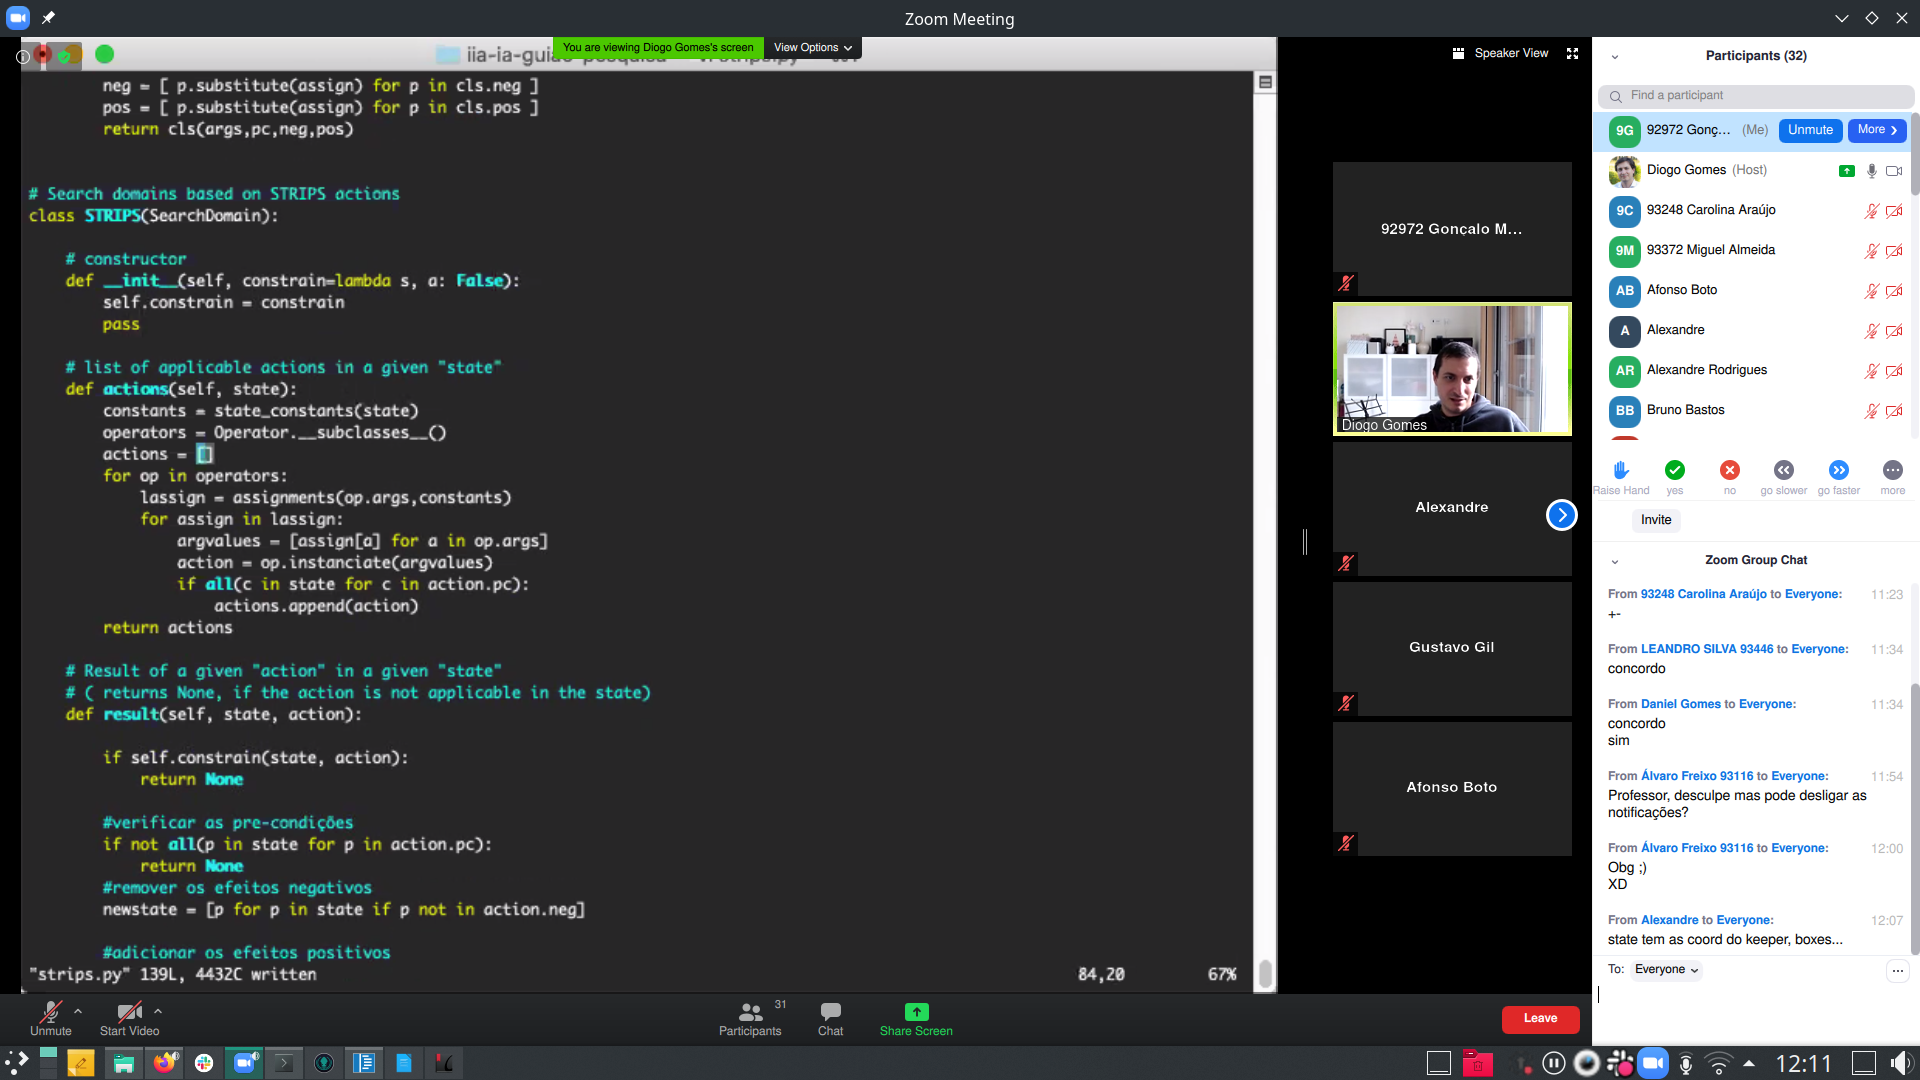 Zoom Meeting
You are viewing Diogo Gomes's screen
View Options
neg = [ p.substitute(assign) for p in cls.neg ]
pos = [ p.substitute(assign) for p in cls.pos ]
return cls(args,pc,neg,pos)
# Search domains based on STRIPS actions
class STRIPS(SearchDomain):
# constructor
def __init__(self, constrain=lambda s, a: False):
self.constrain = constrain
pass
# list of applicable actions in a given "state"
def actions(self, state):
constants = state_constants(state)
operators = Operator.__subclasses__()
actions = []
for op in operators:
lassign = assignments(op.args,constants)
for assign in lassign:
argvalues = [assign[a] for a in op.args]
action = op.instanciate(argvalues)
if all(c in state for c in action.pc):
actions.append(action)
return actions
# Result of a given "action" in a given "state"
# ( returns None, if the action is not applicable in the state)
def result(self, state, action):
if self.constrain(state, action):
return None
#verificar as pre-condições
if not all(p in state for p in action.pc):
return None
#remover os efeitos negativos
newstate = [p for p in state if p not in action.neg]
#adicionar os efeitos positivos
"strips.py" 139L, 4432C written 84,20 67%
Speaker View
92972 Gonçalo M...
Diogo Gomes
Alexandre
Gustavo Gil
Afonso Boto
Participants (32)
Find a participant
9G 92972 Gonç... (Me) Unmute More
Diogo Gomes (Host)
9C 93248 Carolina Araújo
9M 93372 Miguel Almeida
AB Afonso Boto
A Alexandre
AR Alexandre Rodrigues
BB Bruno Bastos
Raise Hand yes no go slower go faster more
Invite
Zoom Group Chat
From 93248 Carolina Araújo to Everyone: 11:23
+-
From LEANDRO SILVA 93446 to Everyone: 11:34
concordo
From Daniel Gomes to Everyone: 11:34
concordo
sim
From Álvaro Freixo 93116 to Everyone: 11:54
Professor, desculpe mas pode desligar as
notificações?
From Álvaro Freixo 93116 to Everyone: 12:00
Obg ;)
XD
From Alexandre to Everyone: 12:07
state tem as coord do keeper, boxes...
To: Everyone
Unmute
Start Video
Participants 31
Chat
Share Screen
Leave
12:11